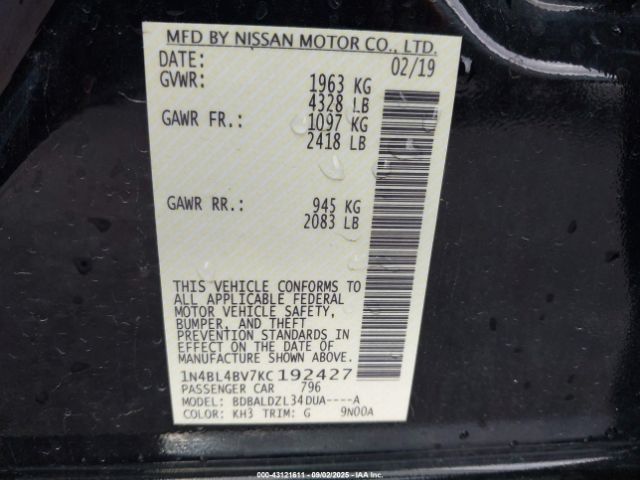 MFD BY NISSAN MOTOR CO., LTD.
DATE: 02/19
GVWR: 1963 KG
4328 LB
GAWR FR.: 1097 KG
2418 LB
GAWR RR.: 945 KG
2083 LB
THIS VEHICLE CONFORMS TO
ALL APPLICABLE FEDERAL
MOTOR VEHICLE SAFETY,
BUMPER, AND THEFT
PREVENTION STANDARDS IN
EFFECT ON THE DATE OF
MANUFACTURE SHOWN ABOVE.
1N4BL4BV7KC192427
PASSENGER CAR 796
MODEL: BDBALDZL34DUA----A
COLOR: KH3 TRIM: G 9N00A
000-43121611 - 09/02/2025 - IAA Inc.